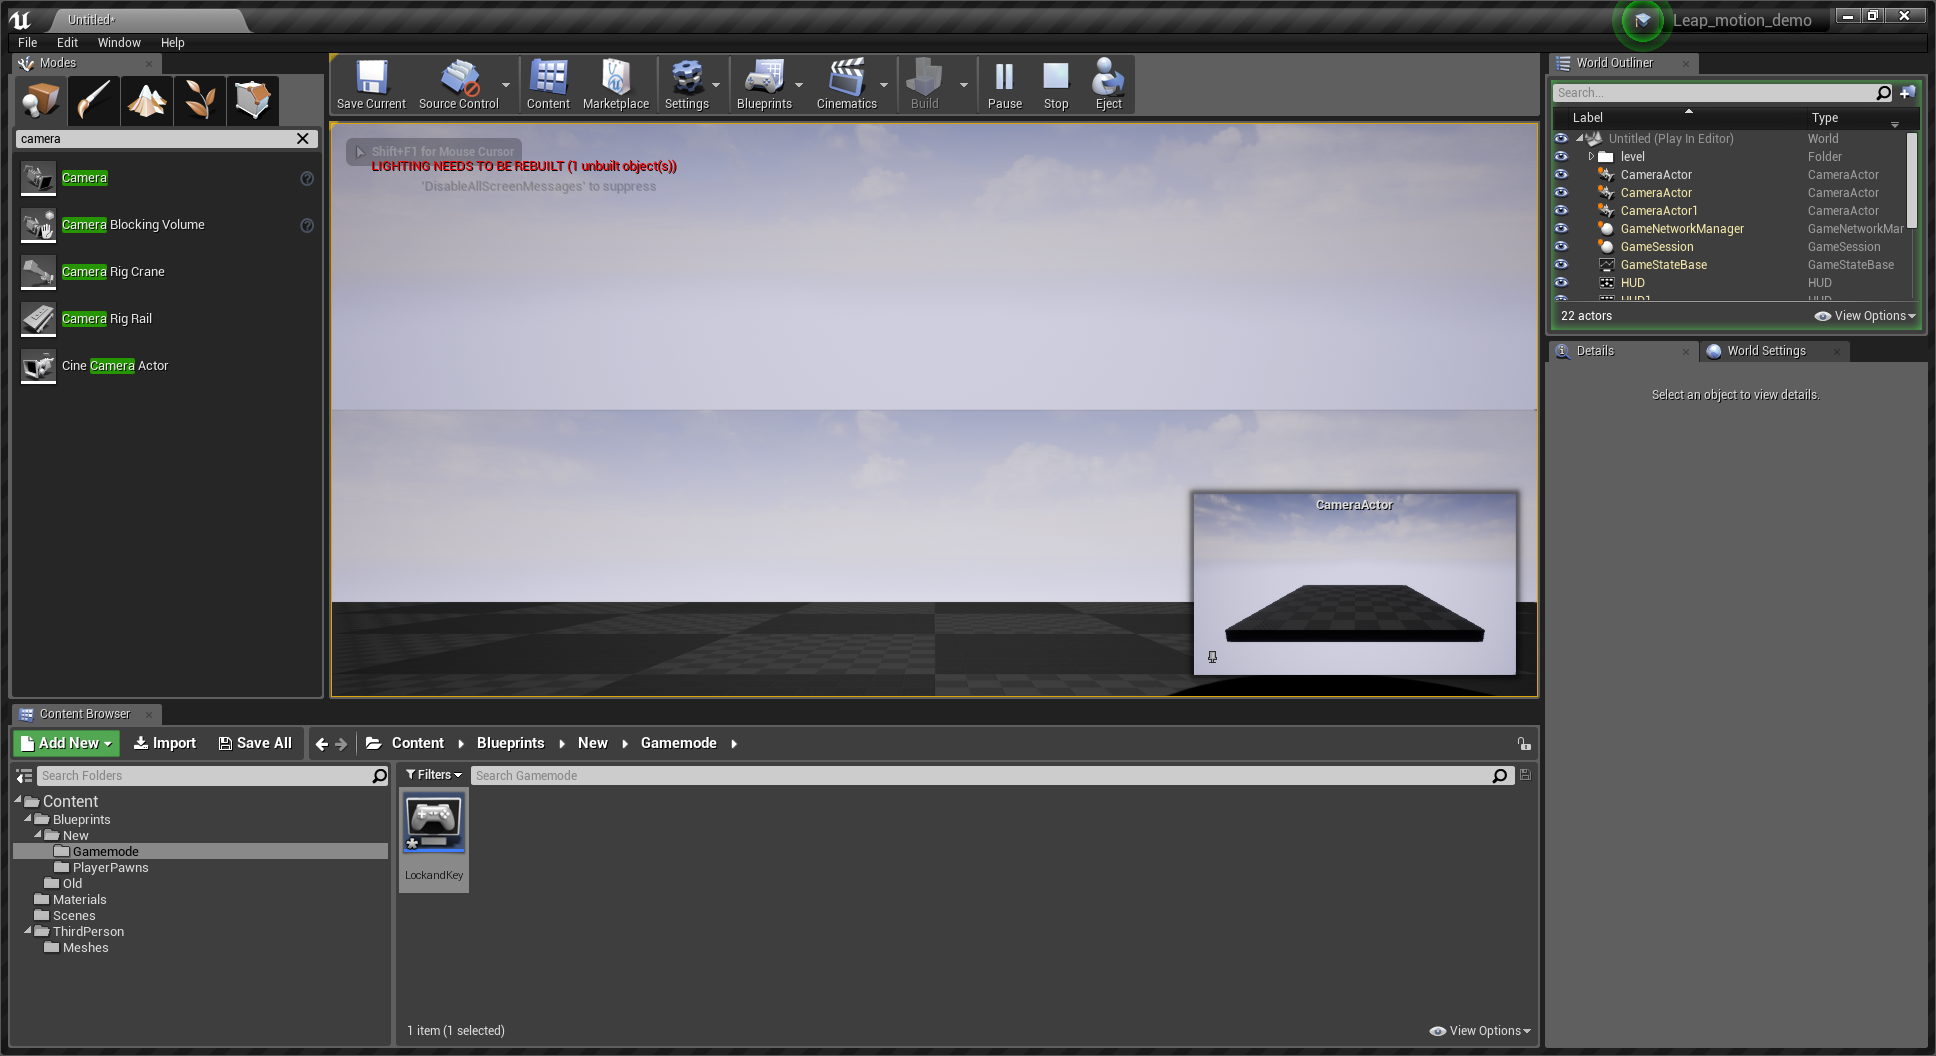 Untitled*
Leap_motion_demo
File Edit Window Help
Modes
camera
Camera
Camera Blocking Volume
Camera Rig Crane
Camera Rig Rail
Cine Camera Actor
Save Current Source Control Content Marketplace Settings Blueprints Cinematics Build Pause Stop Eject
Shift+F1 for Mouse Cursor
LIGHTING NEEDS TO BE REBUILT (1 unbuilt object(s))
'DisableAllScreenMessages' to suppress
CameraActor
World Outliner
Search...
Label Type
Untitled (Play In Editor) World
level Folder
CameraActor CameraActor
CameraActor CameraActor
CameraActor1 CameraActor
GameNetworkManager GameNetworkMar
GameSession GameSession
GameStateBase GameStateBase
HUD HUD
HUD1 HUD
22 actors View Options
Details World Settings
Select an object to view details.
Content Browser
Add New Import Save All Content Blueprints New Gamemode
Search Folders
Content
Blueprints
New
Gamemode
PlayerPawns
Old
Materials
Scenes
ThirdPerson
Meshes
Filters Search Gamemode
LockandKey
1 item (1 selected) View Options